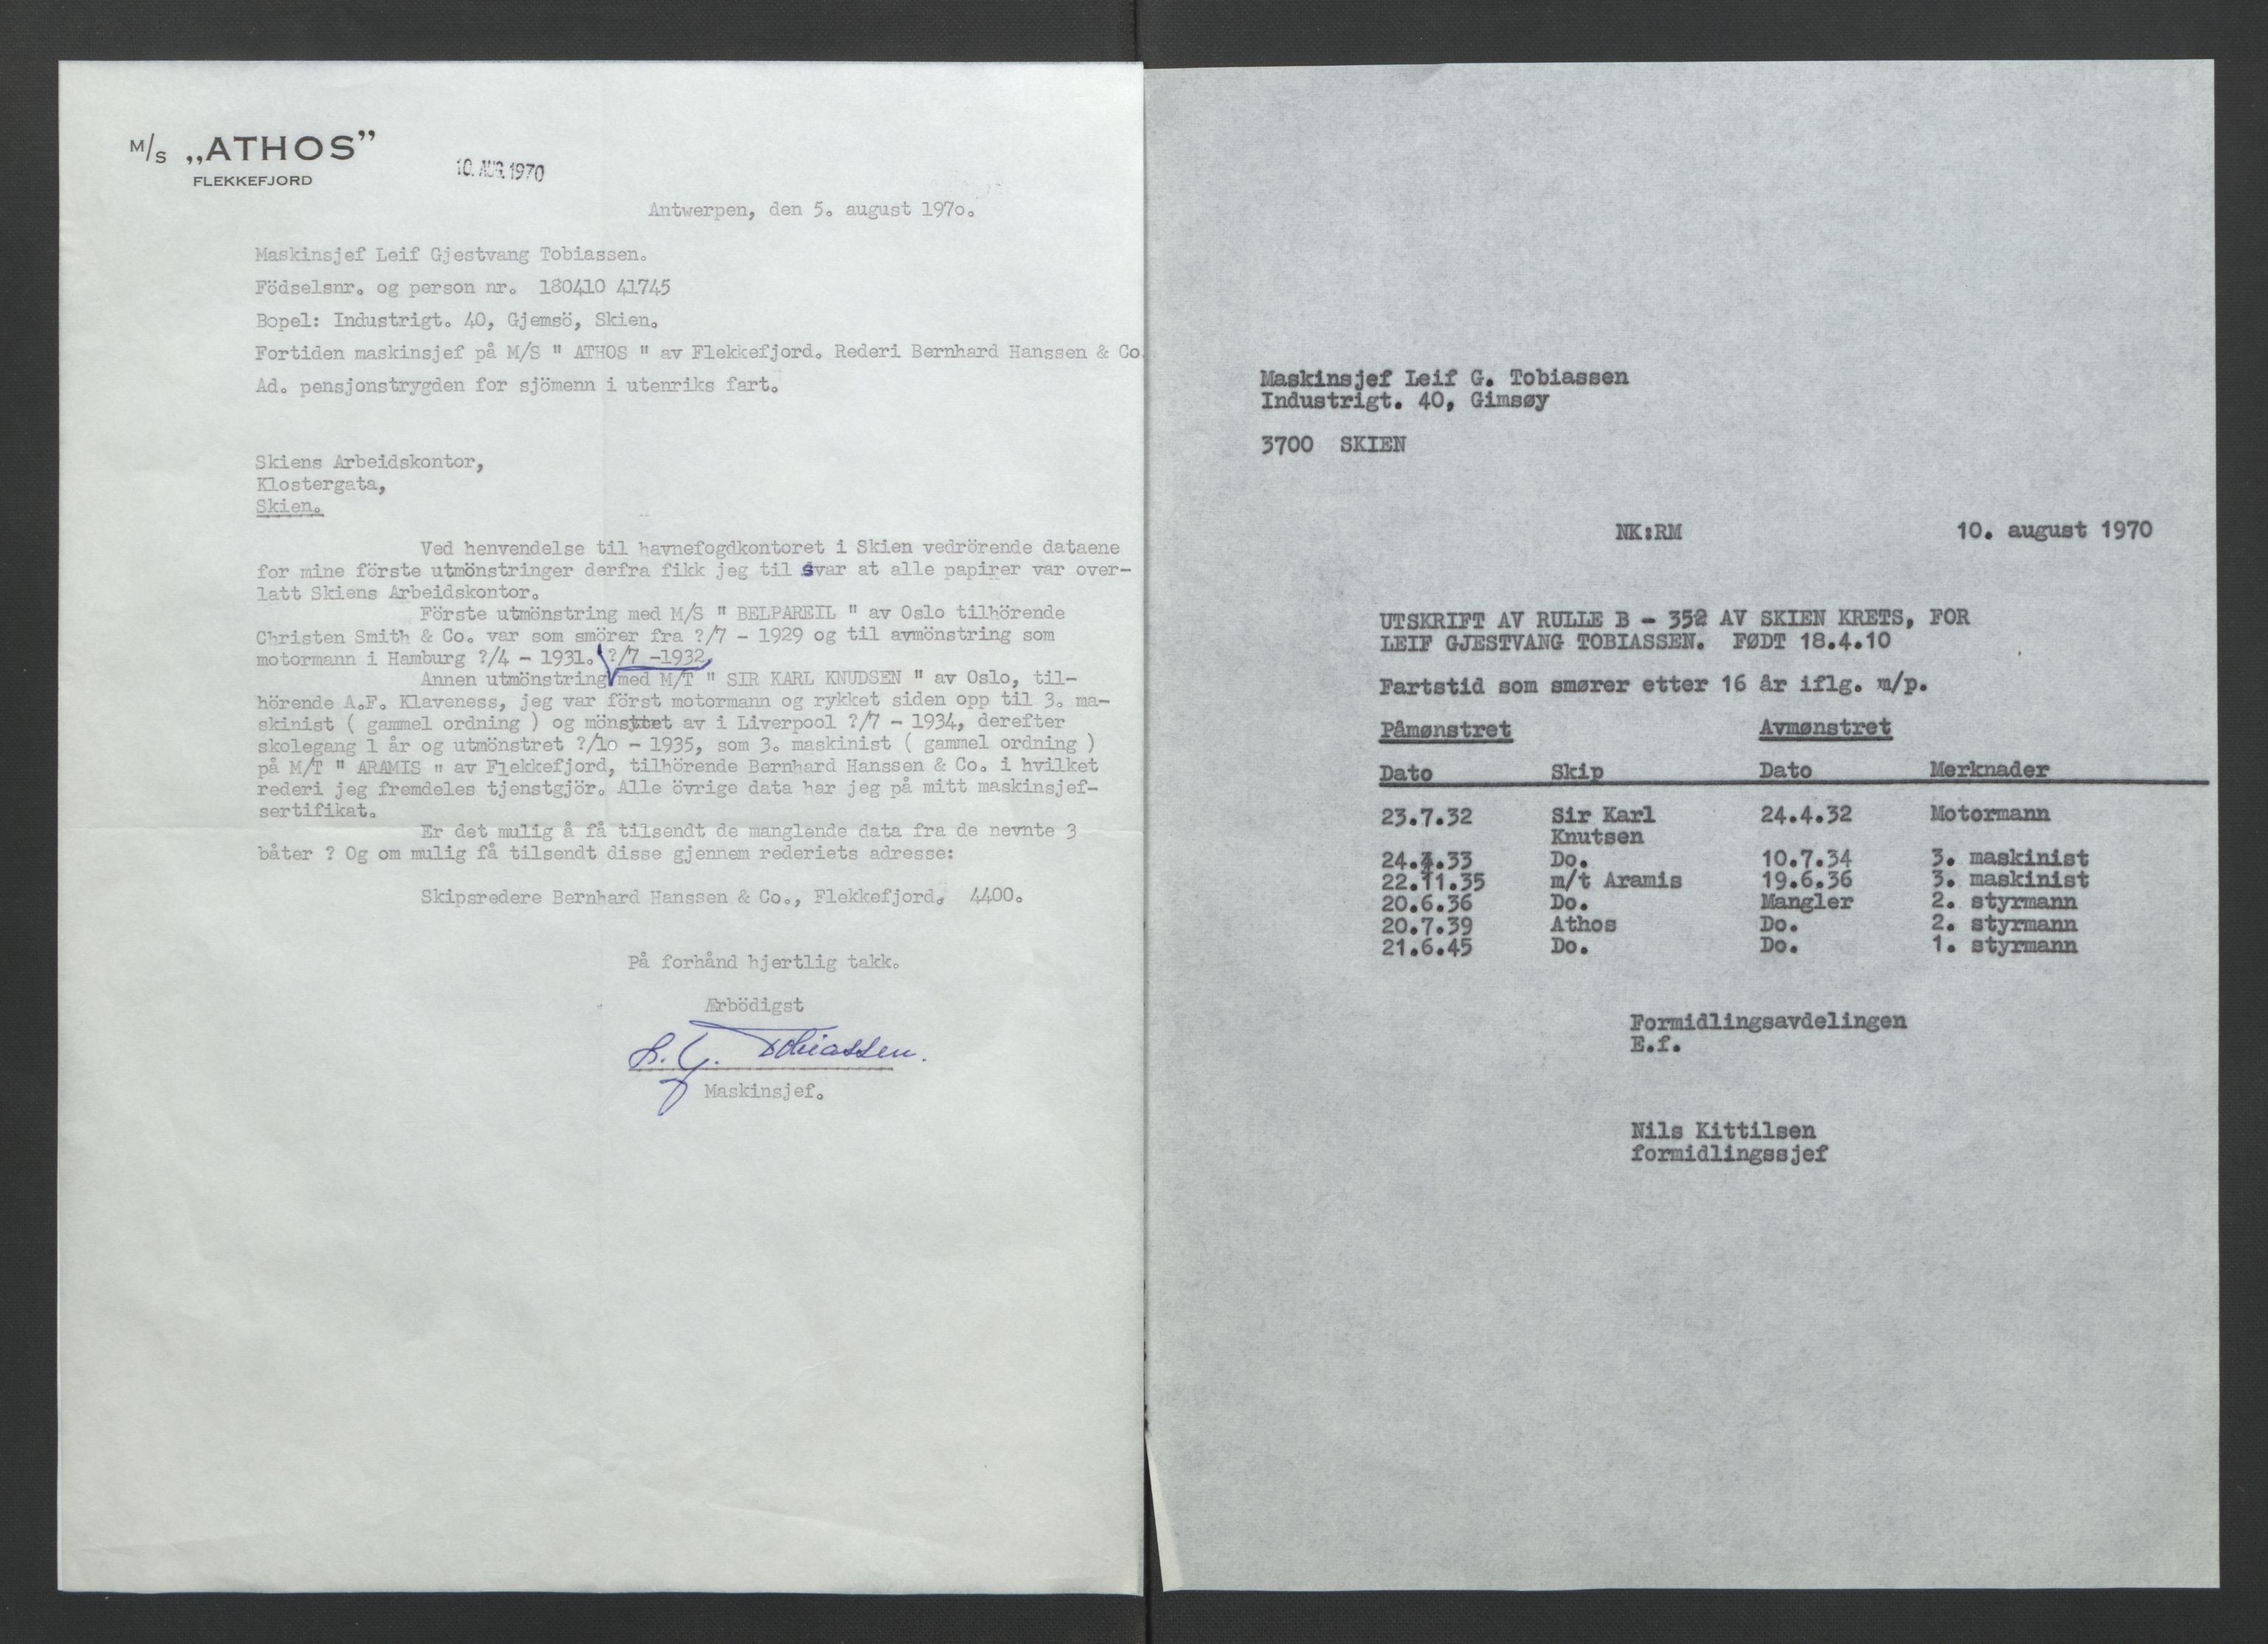 M/S „ATHOS”
FLEKKEFJORD
10. AUG. 1970
Antwerpen, den 5. august 1970.
Maskinsjef Leif Gjestvang Tobiassen.
Födselsnr. og person nr. 180410 41745
Bopel: Industrigt. 40, Gjemsö, Skien.
Fortiden maskinsjef på M/S " ATHOS " av Flekkefjord. Rederi Bernhard Hanssen & Co.
Ad. pensjonstrygden for sjömenn i utenriks fart.
Skiens Arbeidskontor,
Klostergata,
Skien.
Ved henvendelse til havnefogdkontoret i Skien vedrörende dataene
for mine förste utmönstringer derfra fikk jeg til svar at alle papirer var over-
latt Skiens Arbeidskontor.
Förste utmönstring med M/S " BELPAREIL " av Oslo tilhörende
Christen Smith & Co. var som smörer fra ?/7 - 1929 og til avmönstring som
motormann i Hamburg ?/4 - 1931. ?/7 -1932
Annen utmönstring med M/T " SIR KARL KNUDSEN " av Oslo, til-
hörende A.F. Klaveness, jeg var först motormann og rykket siden opp til 3. ma-
skinist ( gammel ordning ) og mönstret av i Liverpool ?/7 - 1934, derefter
skolegang 1 år og utmönstret ?/10 - 1935, som 3. maskinist ( gammel ordning )
på M/T " ARAMIS " av Flekkefjord, tilhörende Bernhard Hanssen & Co. i hvilket
rederi jeg fremdeles tjenstgjör. Alle övrige data har jeg på mitt maskinsjef-
sertifikat.
Er det mulig å få tilsendt de manglende data fra de nevnte 3
båter ? Og om mulig få tilsendt disse gjennem rederiets adresse:
Skipsredere Bernhard Hanssen & Co., Flekkefjord. 4400.
På forhånd hjertlig takk.
Ærbödigst
L. G. Tobiassen.
Maskinsjef.
Maskinsjef Leif G. Tobiassen
Industrigt. 40, Gimsøy
3700 SKIEN
NK:RM 10. august 1970
UTSKRIFT AV RULLE B - 352 AV SKIEN KRETS, FOR
LEIF GJESTVANG TOBIASSEN. FØDT 18.4.10
Fartstid som smører etter 16 år iflg. m/p.
Påmønstret Avmønstret
Dato Skip Dato Merknader
23.7.32 Sir Karl 24.4.32 Motormann
Knutsen
24.4.33 Do. 10.7.34 3. maskinist
22.11.35 m/t Aramis 19.6.36 3. maskinist
20.6.36 Do. Mangler 2. styrmann
20.7.39 Athos Do. 2. styrmann
21.6.45 Do. Do. 1. styrmann
Formidlingsavdelingen
E.f.
Nils Kittilsen
formidlingssjef